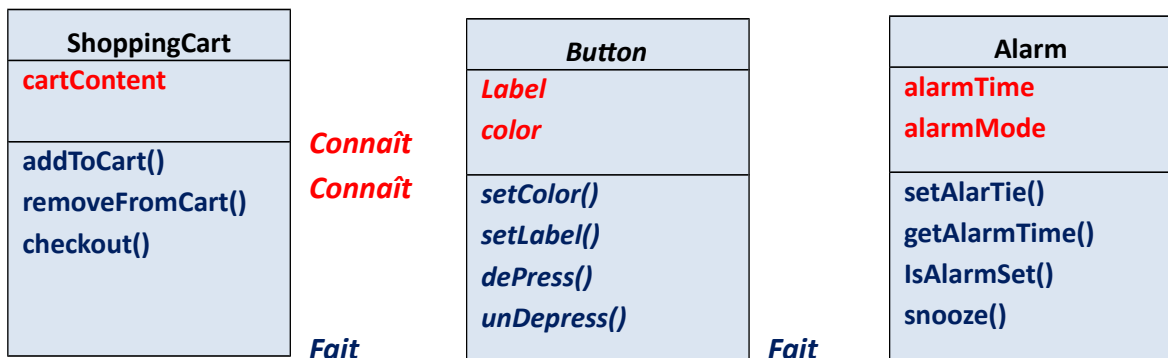 ShoppingCart
cartContent
addToCart()
removeFromCart()
checkout()
Connaît
Connaît
Fait
Button
Label
color
setColor()
setLabel()
dePress()
unDepress()
Fait
Alarm
alarmTime
alarmMode
setAlarTie()
getAlarmTime()
IsAlarmSet()
snooze()